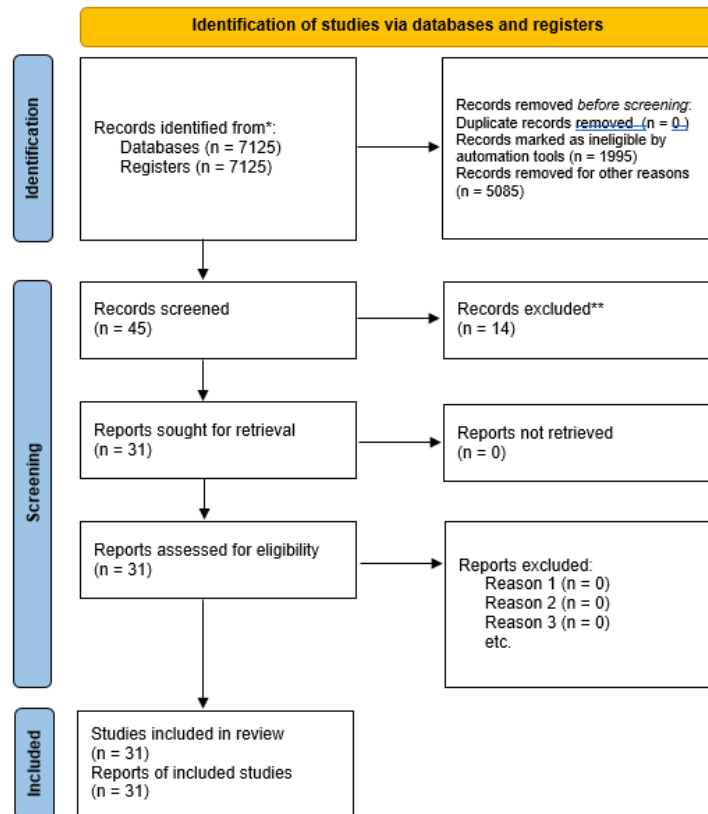 Identification of studies via databases and registers
Identification
Records identified from*:
Databases (n = 7125)
Registers (n = 7125)
Records removed before screening:
Duplicate records removed (n = 0 )
Records marked as ineligible by
automation tools (n = 1995)
Records removed for other reasons
(n = 5085)
Screening
Records screened
(n = 45)
Records excluded**
(n = 14)
Reports sought for retrieval
(n = 31)
Reports not retrieved
(n = 0)
Reports assessed for eligibility
(n = 31)
Reports excluded:
Reason 1 (n = 0)
Reason 2 (n = 0)
Reason 3 (n = 0)
etc.
Included
Studies included in review
(n = 31)
Reports of included studies
(n = 31)